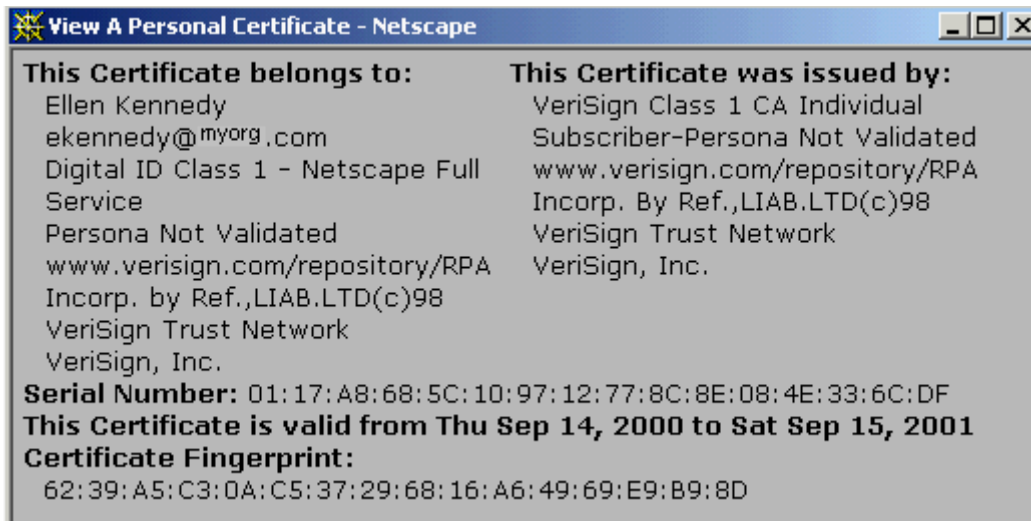 View A Personal Certificate - Netscape
This Certificate belongs to:
Ellen Kennedy
ekennedy@myorg.com
Digital ID Class 1 - Netscape Full
Service
Persona Not Validated
www.verisign.com/repository/RPA
Incorp. by Ref.,LIAB.LTD(c)98
VeriSign Trust Network
VeriSign, Inc.
This Certificate was issued by:
VeriSign Class 1 CA Individual
Subscriber-Persona Not Validated
www.verisign.com/repository/RPA
Incorp. By Ref.,LIAB.LTD(c)98
VeriSign Trust Network
VeriSign, Inc.
Serial Number: 01:17:A8:68:5C:10:97:12:77:8C:8E:08:4E:33:6C:DF
This Certificate is valid from Thu Sep 14, 2000 to Sat Sep 15, 2001
Certificate Fingerprint:
62:39:A5:C3:0A:C5:37:29:68:16:A6:49:69:E9:B9:8D